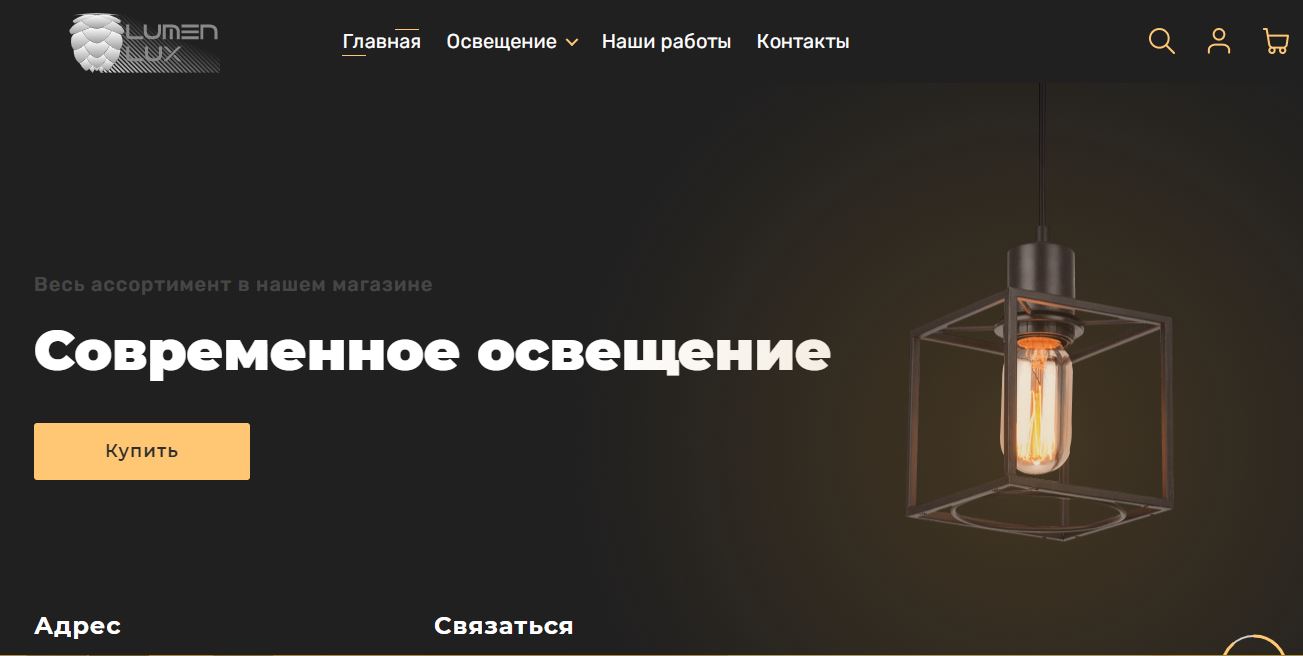 LUMEN
LUX
Главная Освещение Наши работы Контакты
Весь ассортимент в нашем магазине
Современное освещение
Купить
Адрес Связаться